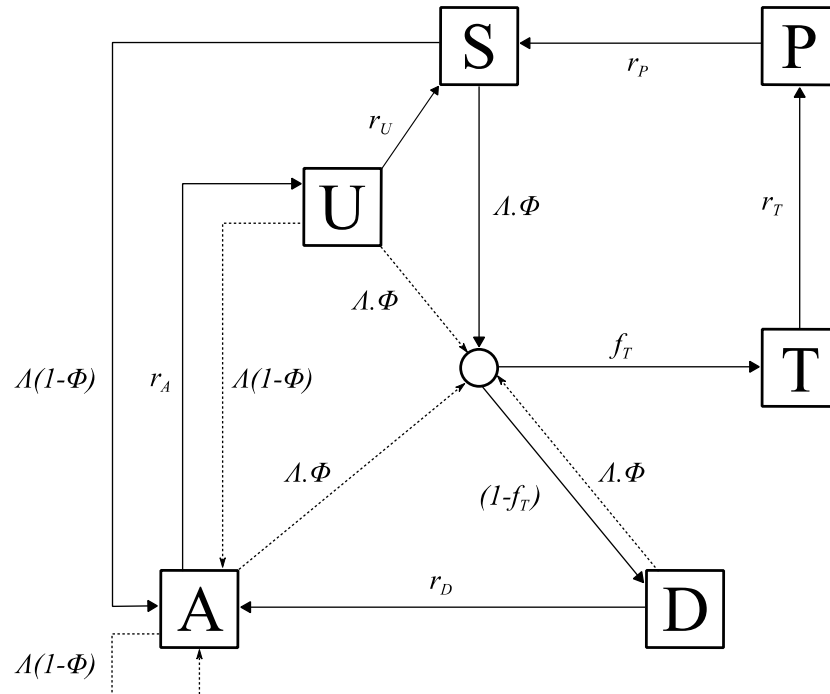 S
P
r_P
r_U
U
Λ.Φ
r_T
Λ.Φ
f_T
T
Λ(1-Φ)
r_A
Λ(1-Φ)
Λ.Φ
Λ.Φ
(1-f_T)
r_D
A
D
Λ(1-Φ)